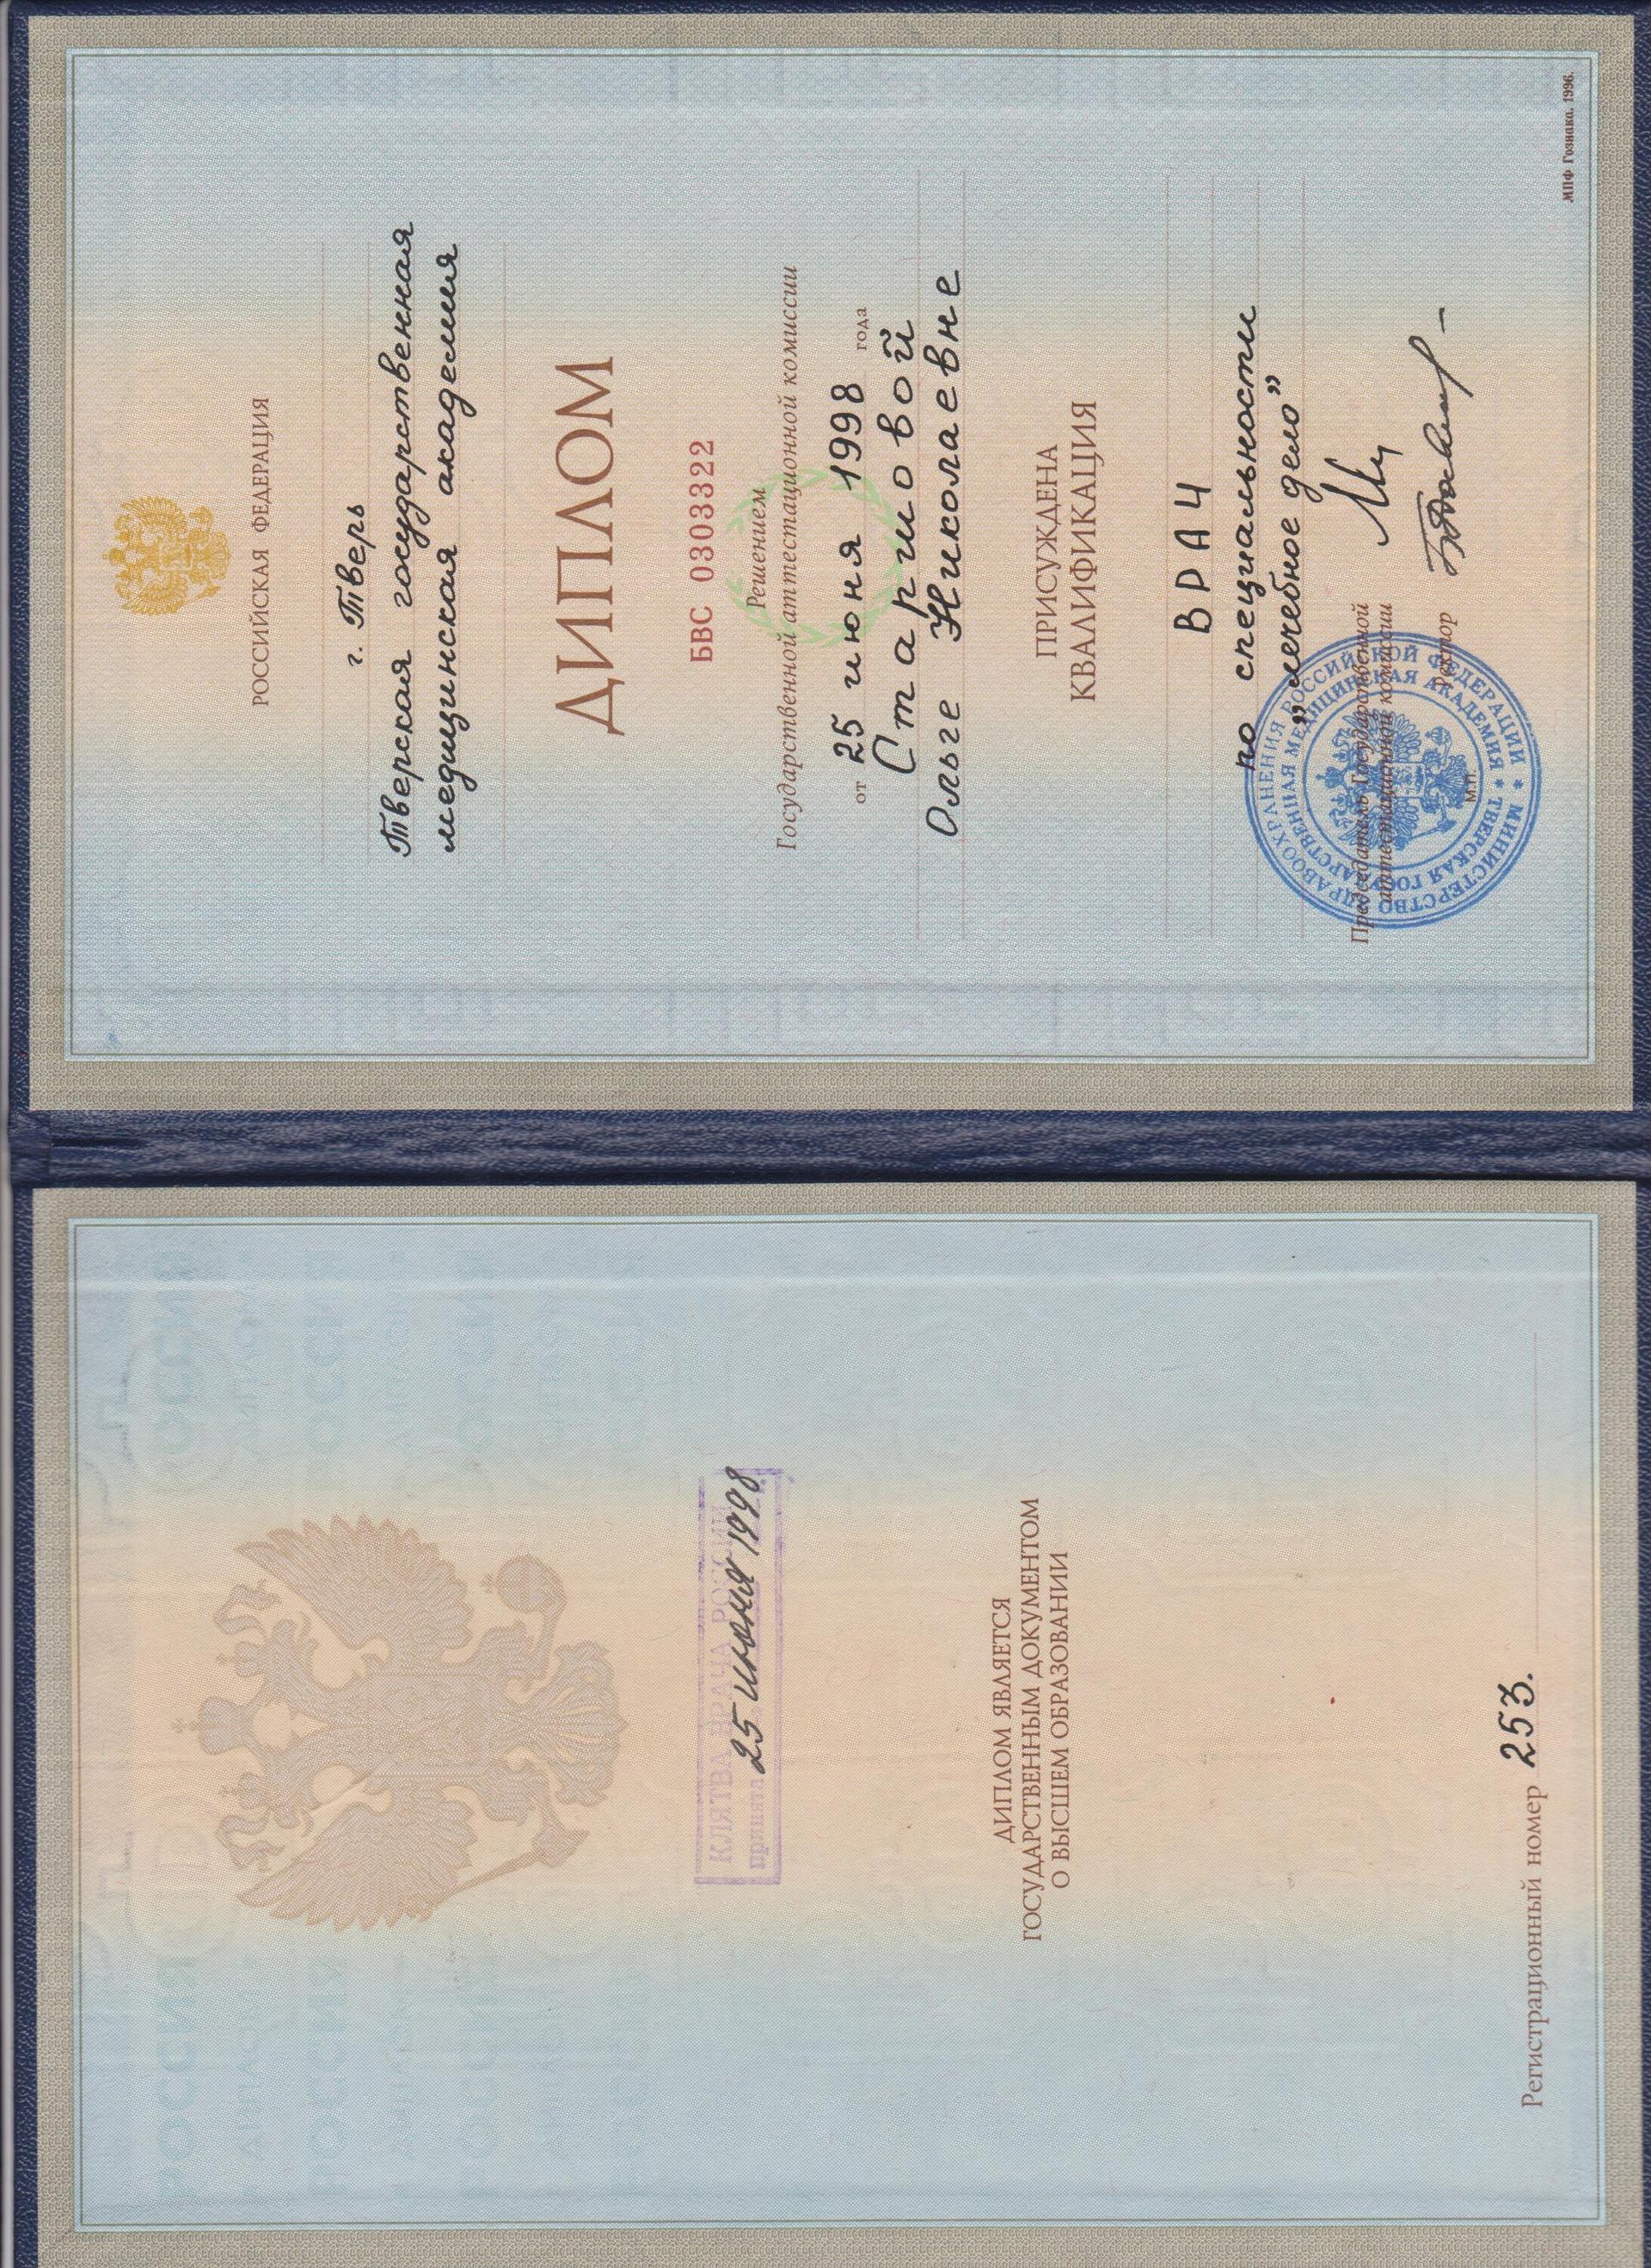 КЛЯТВА ВРАЧА РОССИИ
принята 25 июня 1998
ДИПЛОМ ЯВЛЯЕТСЯ
ГОСУДАРСТВЕННЫМ ДОКУМЕНТОМ
О ВЫСШЕМ ОБРАЗОВАНИИ
Регистрационный номер 253.
РОССИЙСКАЯ ФЕДЕРАЦИЯ
г. Тверь
Тверская государственная
медицинская академия
ДИПЛОМ
БВС 0303322
Решением
Государственной аттестационной комиссии
от 25 июня 1998 года
Старшовой
Ольге Николаевне
ПРИСУЖДЕНА
КВАЛИФИКАЦИЯ
ВРАЧ
по специальности
„лечебное дело”
Председатель Государственной
аттестационной комиссии
Ректор
М.П.
МИНИСТЕРСТВО ЗДРАВООХРАНЕНИЯ РОССИЙСКОЙ ФЕДЕРАЦИИ
ТВЕРСКАЯ ГОСУДАРСТВЕННАЯ МЕДИЦИНСКАЯ АКАДЕМИЯ
МПФ Гознака. 1996.